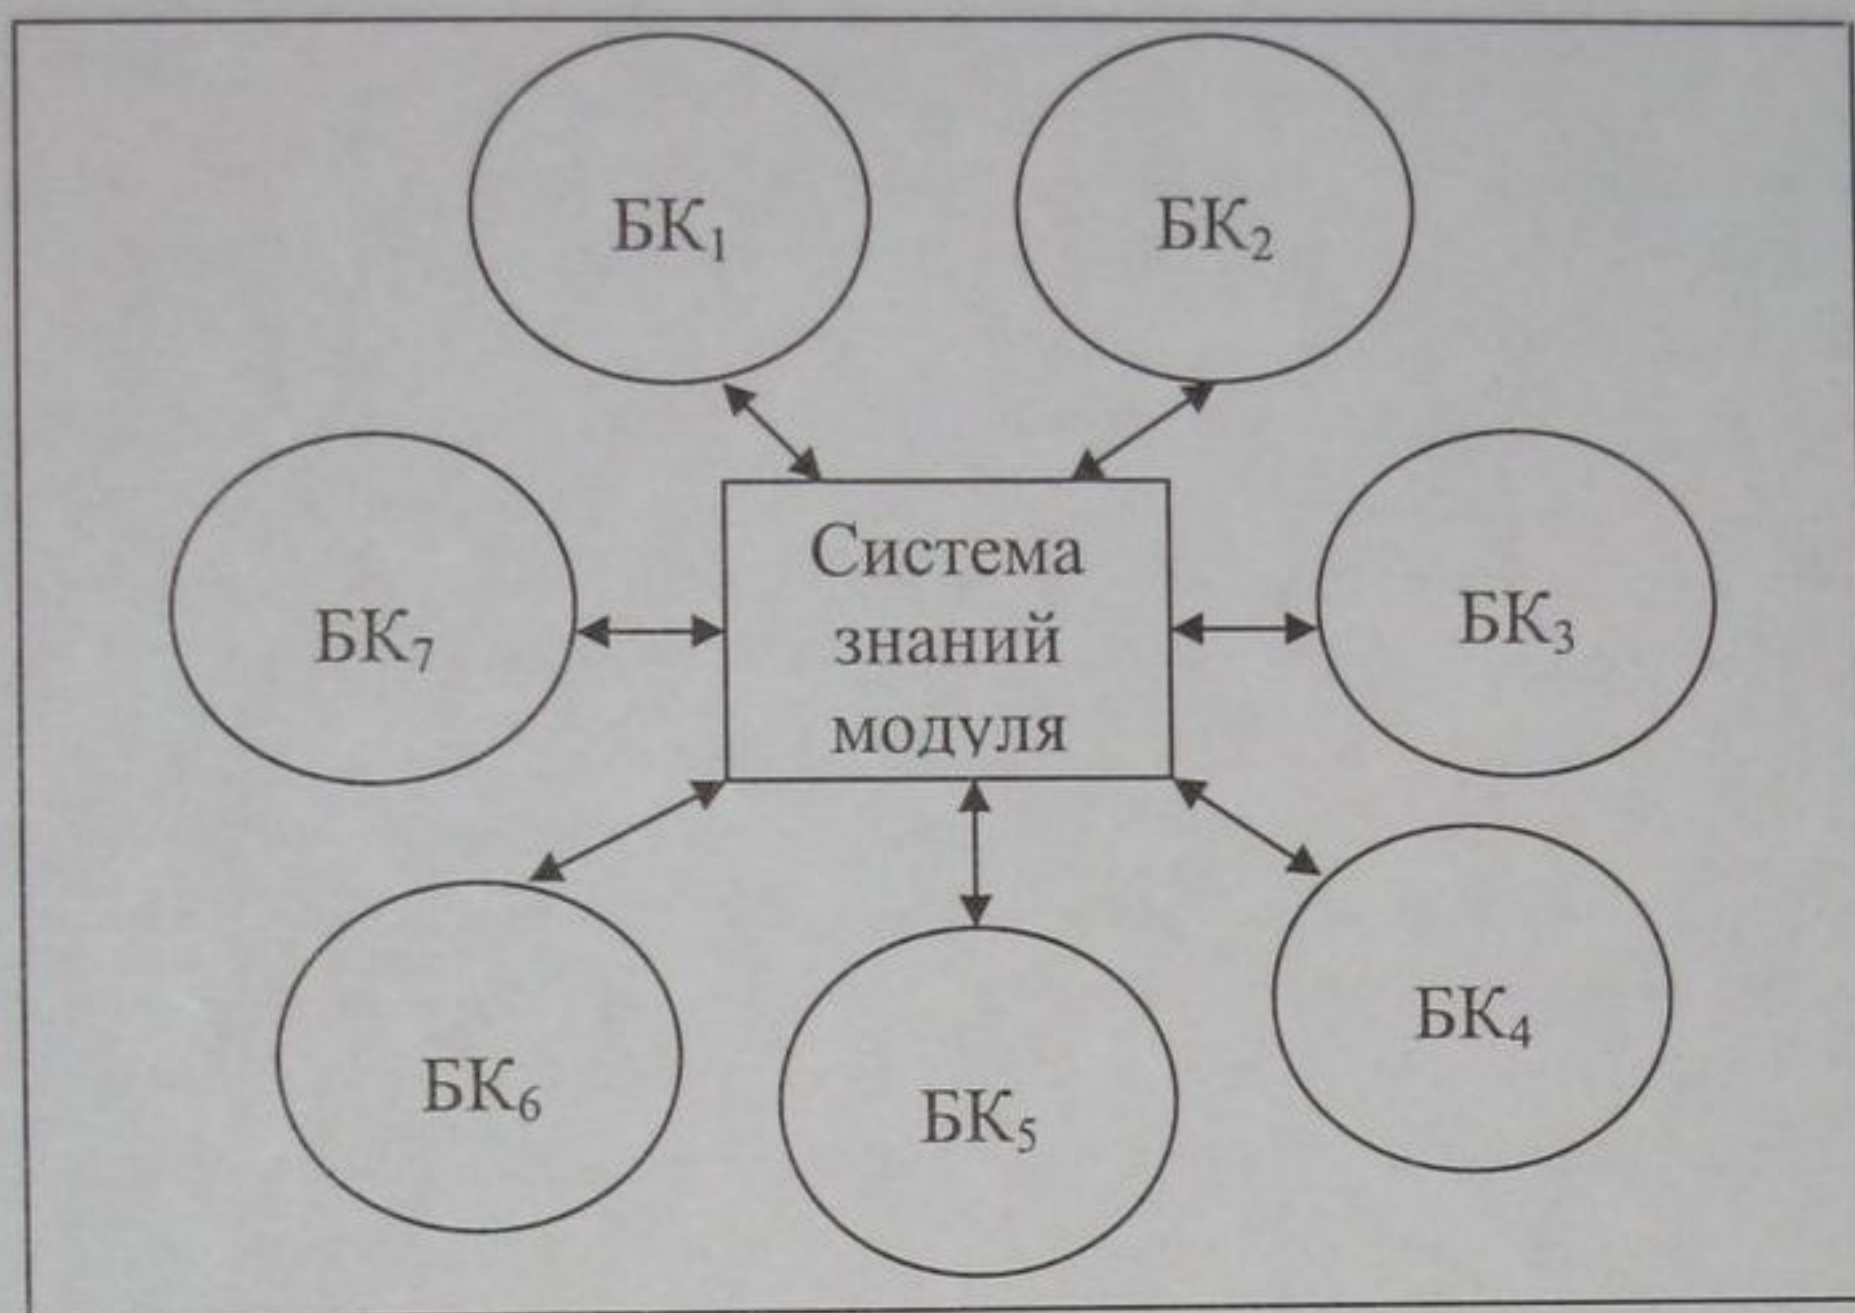 БК₁
БК₂
БК₇
Система
знаний
модуля
БК₃
БК₆
БК₅
БК₄